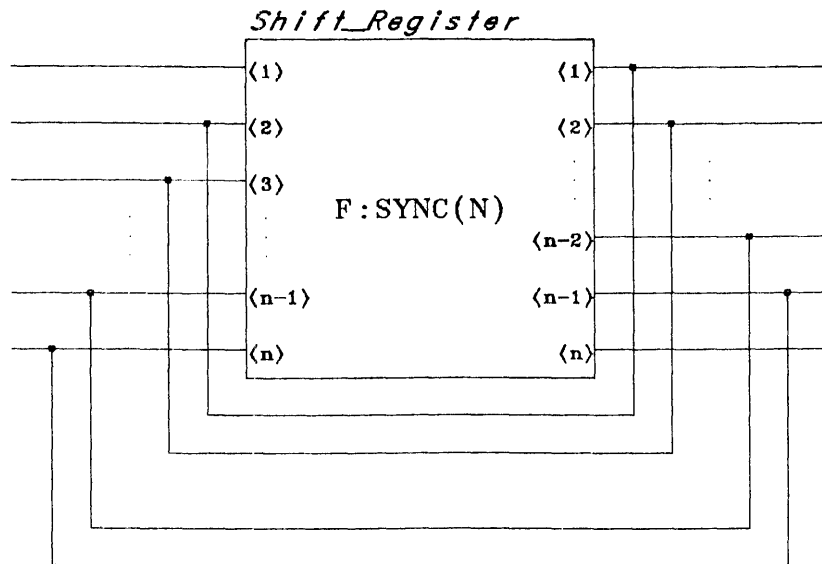 Shift_Register
⟨1⟩ ⟨1⟩
⟨2⟩ ⟨2⟩
⟨3⟩
F:SYNC(N)
⟨n-2⟩
⟨n-1⟩ ⟨n-1⟩
⟨n⟩ ⟨n⟩